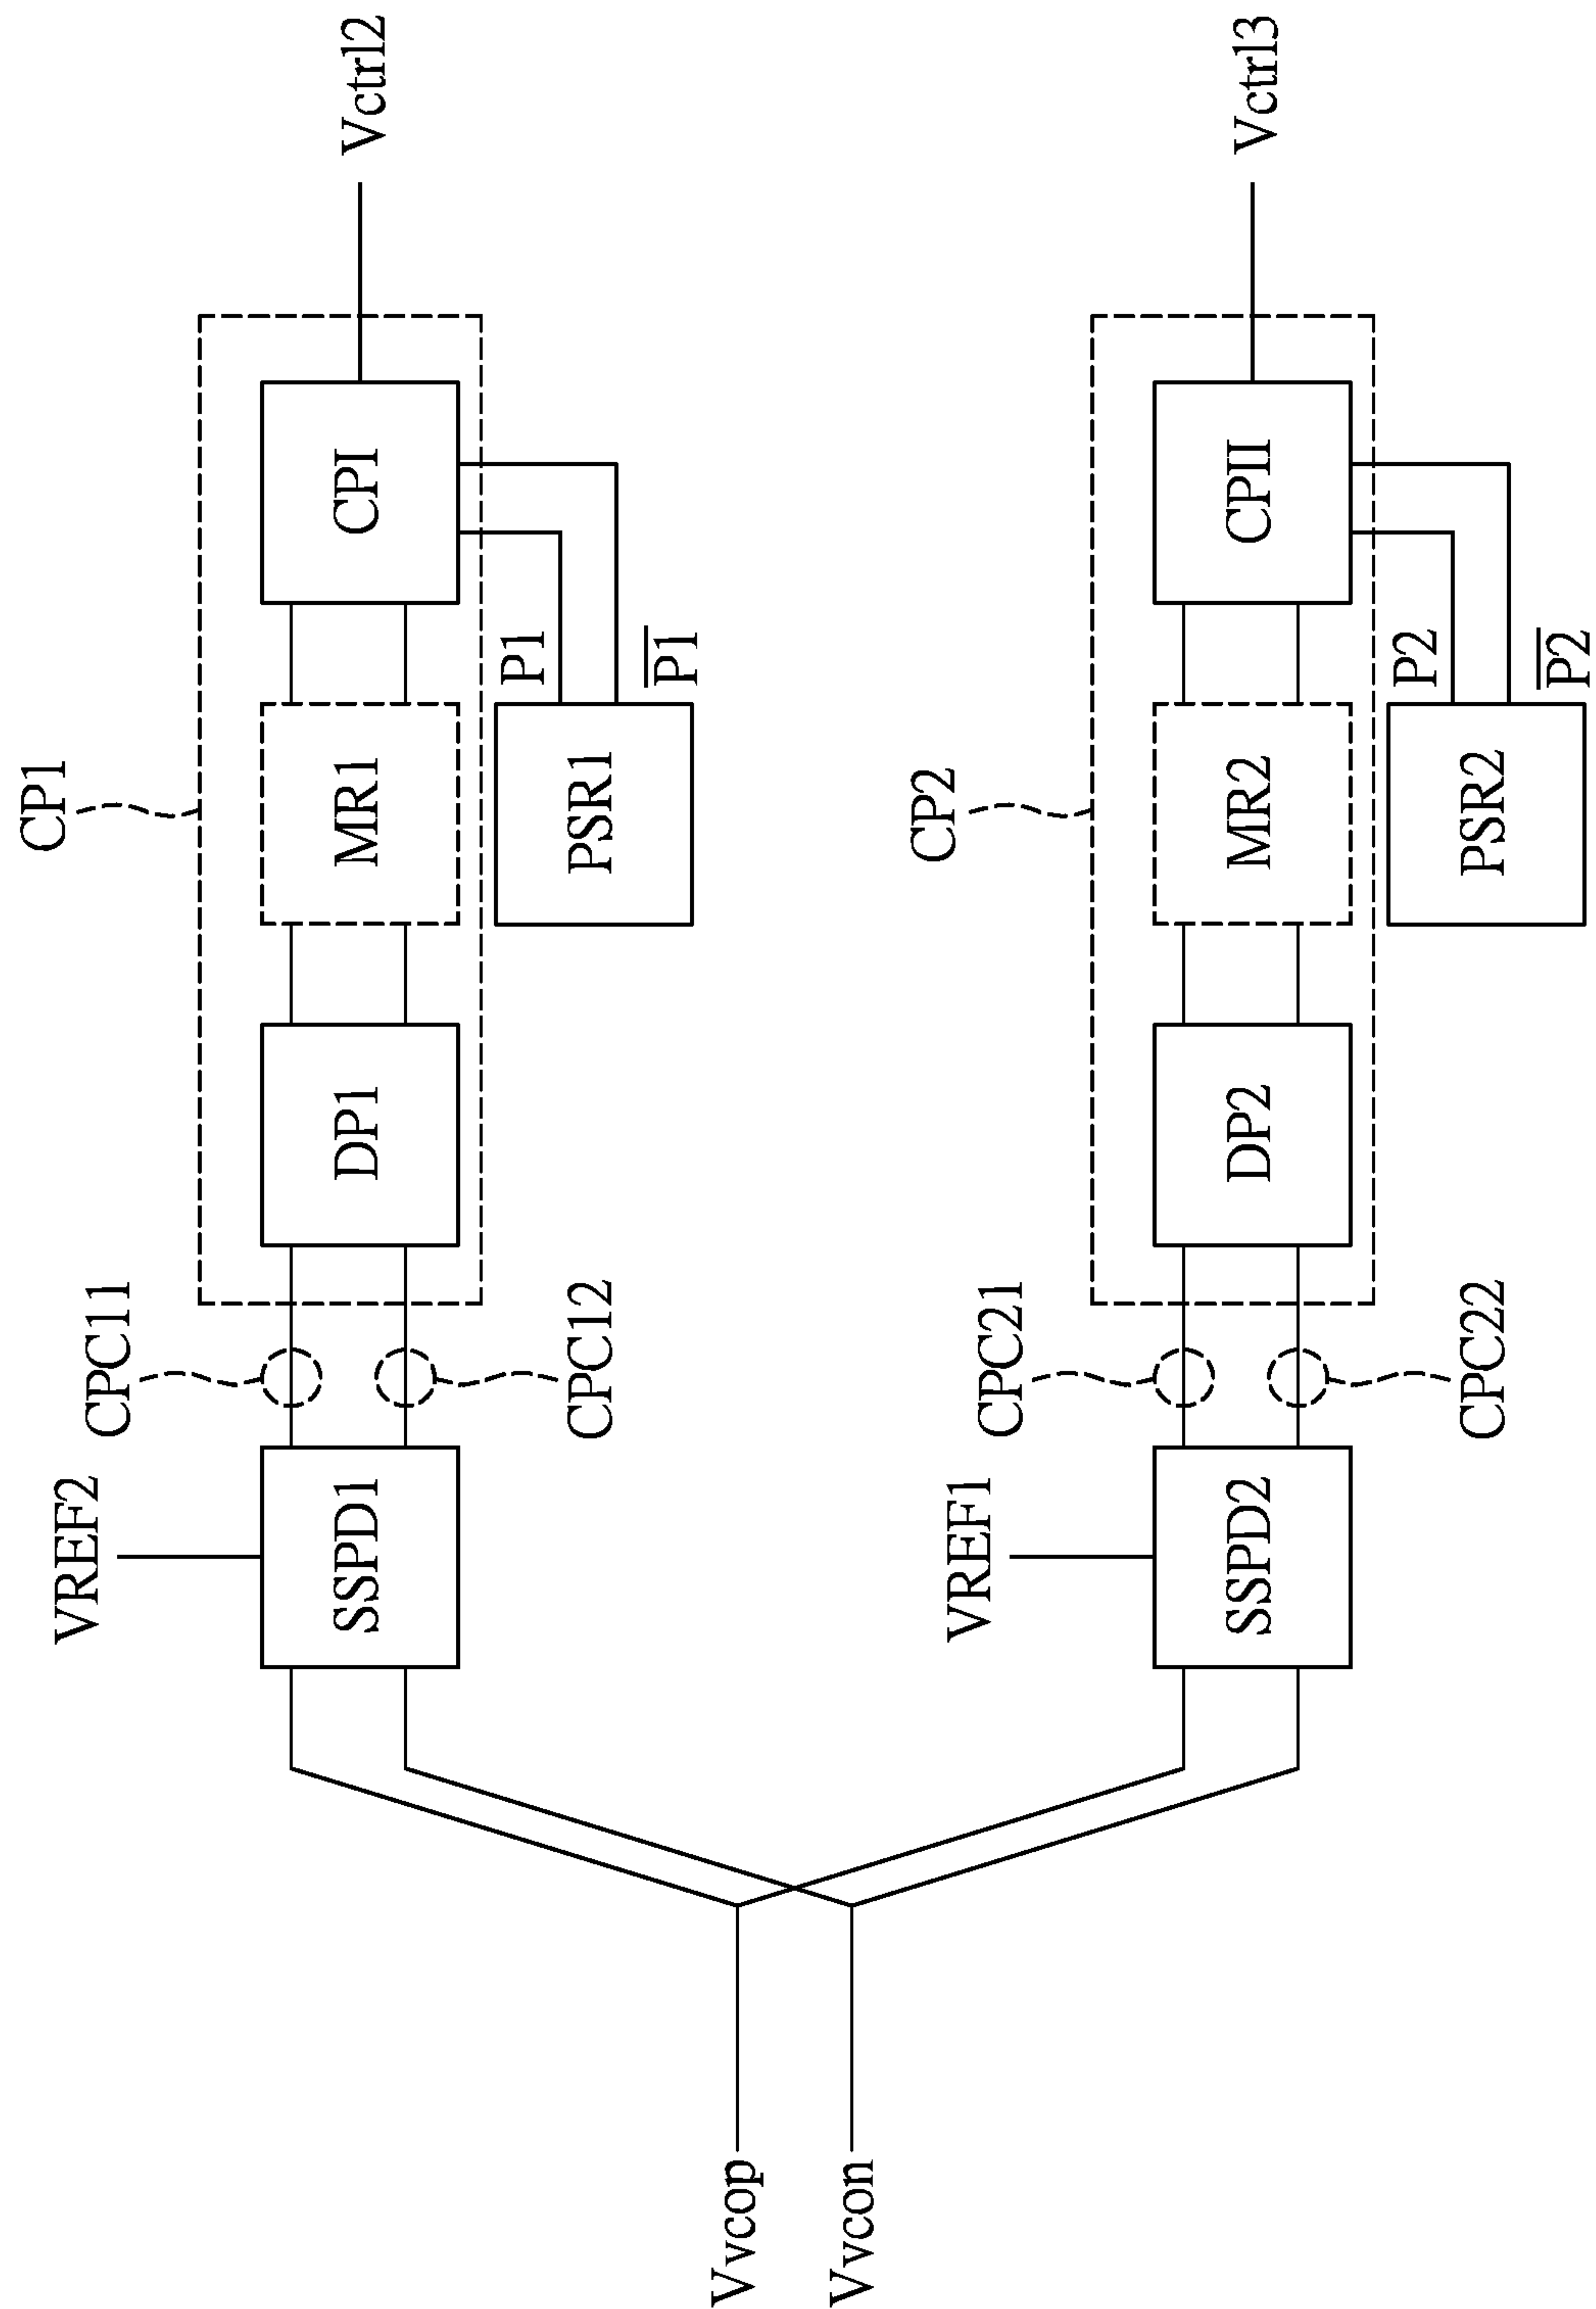 Vvcop
Vvcon
VREF2
SSPD1
CPC11
CPC12
CP1
DP1
MR1
CPI
PSR1
P1
P̅1̅
Vctrl2
VREF1
SSPD2
CPC21
CPC22
CP2
DP2
MR2
CPII
PSR2
P2
P̅2̅
Vctrl3